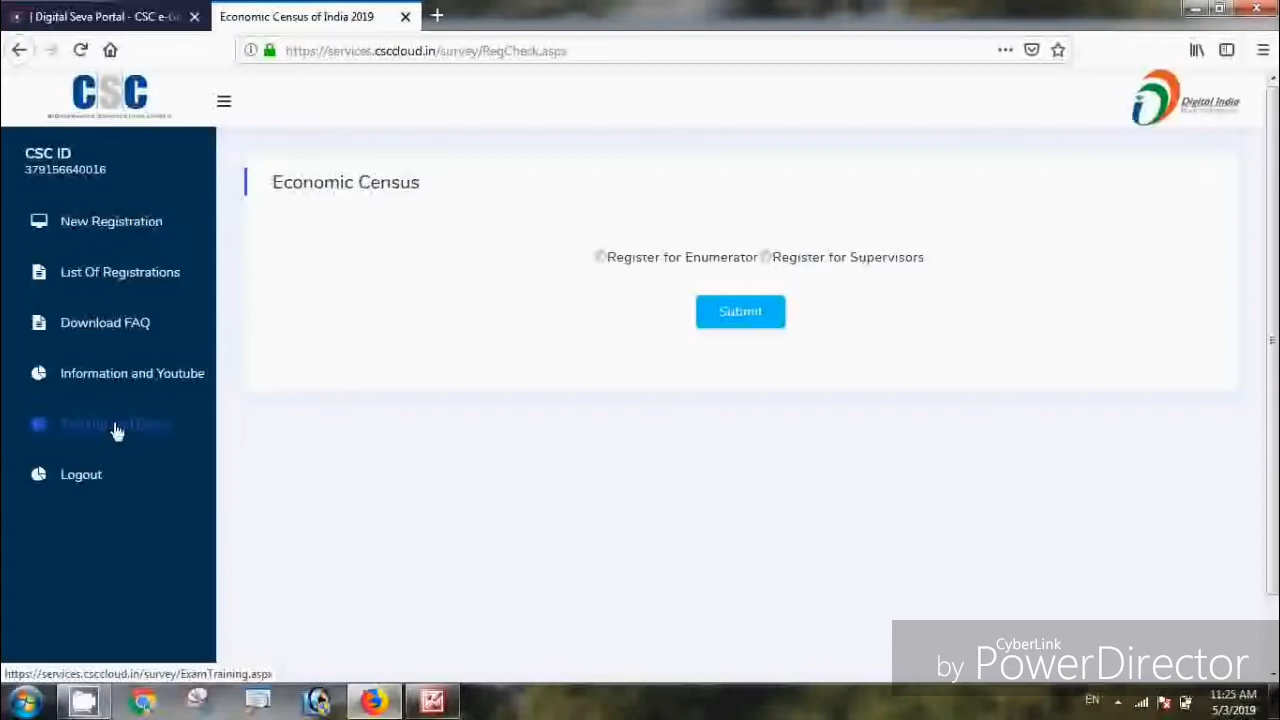 | Digital Seva Portal - CSC e-Go
Economic Census of India 2019
https://services.csccloud.in/survey/RegCheck.aspx
CSC
Digital India
CSC ID
379156640016
Economic Census
New Registration
Register for Enumerator Register for Supervisors
List Of Registrations
Submit
Download FAQ
Information and Youtube
Logout
CyberLink
by PowerDirector
https://services.csccloud.in/survey/ExamTraining.aspx
EN
11:25 AM
5/3/2019